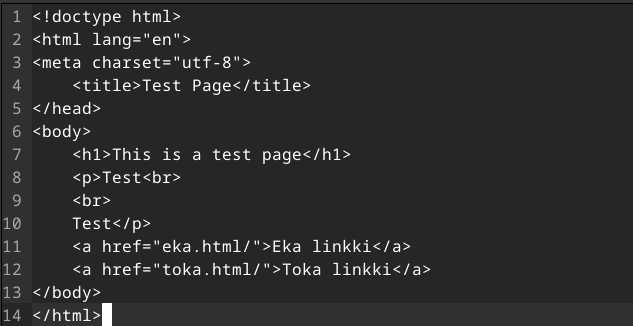 1 <!doctype html>
2 <html lang="en">
3 <meta charset="utf-8">
4     <title>Test Page</title>
5 </head>
6 <body>
7     <h1>This is a test page</h1>
8     <p>Test<br>
9     <br>
10     Test</p>
11     <a href="eka.html/">Eka linkki</a>
12     <a href="toka.html/">Toka linkki</a>
13 </body>
14 </html>